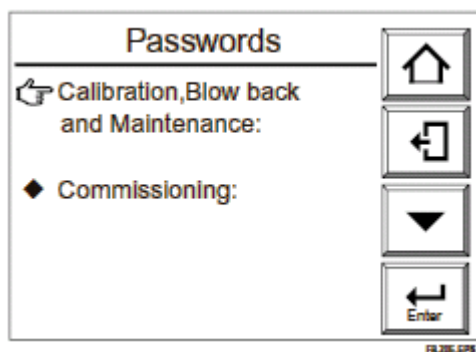 Passwords
Calibration,Blow back
and Maintenance:
Commissioning:
Enter